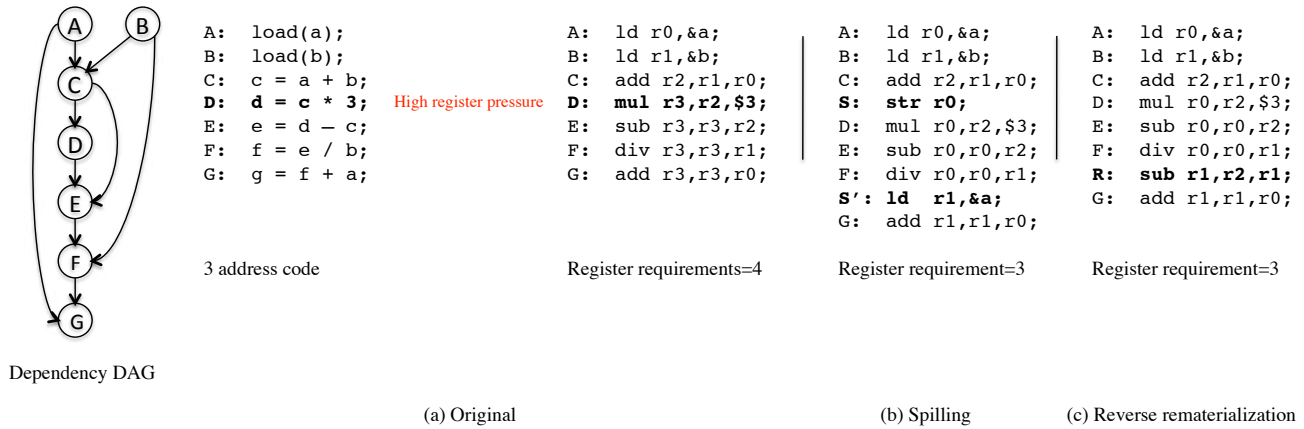 A B
C
D
E
F
G
Dependency DAG
A: load(a);
B: load(b);
C: c = a + b;
D: d = c * 3;
E: e = d – c;
F: f = e / b;
G: g = f + a;
3 address code
High register pressure
A: ld r0,&a;
B: ld r1,&b;
C: add r2,r1,r0;
D: mul r3,r2,$3;
E: sub r3,r3,r2;
F: div r3,r3,r1;
G: add r3,r3,r0;
Register requirements=4
(a) Original
A: ld r0,&a;
B: ld r1,&b;
C: add r2,r1,r0;
S: str r0;
D: mul r0,r2,$3;
E: sub r0,r0,r2;
F: div r0,r0,r1;
S’: ld r1,&a;
G: add r1,r1,r0;
Register requirement=3
(b) Spilling
A: ld r0,&a;
B: ld r1,&b;
C: add r2,r1,r0;
D: mul r0,r2,$3;
E: sub r0,r0,r2;
F: div r0,r0,r1;
R: sub r1,r2,r1;
G: add r1,r1,r0;
Register requirement=3
(c) Reverse rematerialization